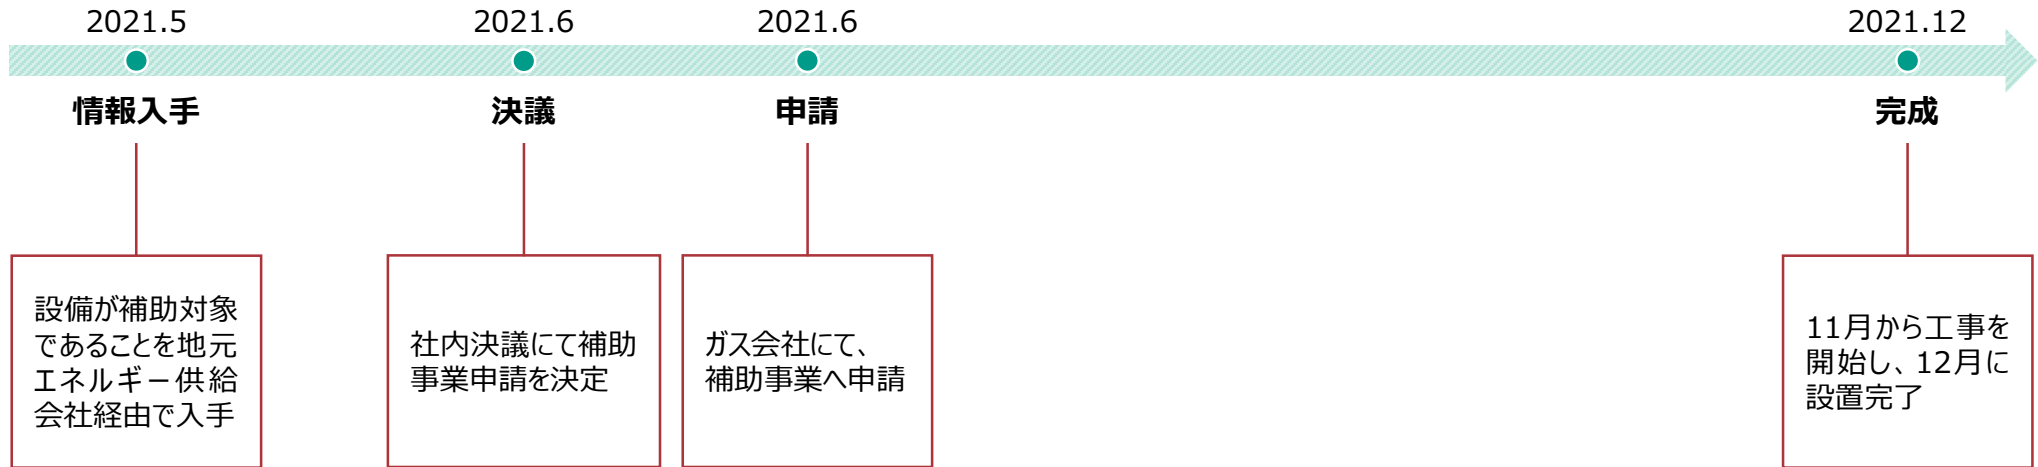 2021.5
2021.6
2021.6
2021.12
情報入手
決議
申請
完成
設備が補助対象
であることを地元
エネルギー供給
会社経由で入手
社内決議にて補助
事業申請を決定
ガス会社にて、
補助事業へ申請
11月から工事を
開始し、12月に
設置完了